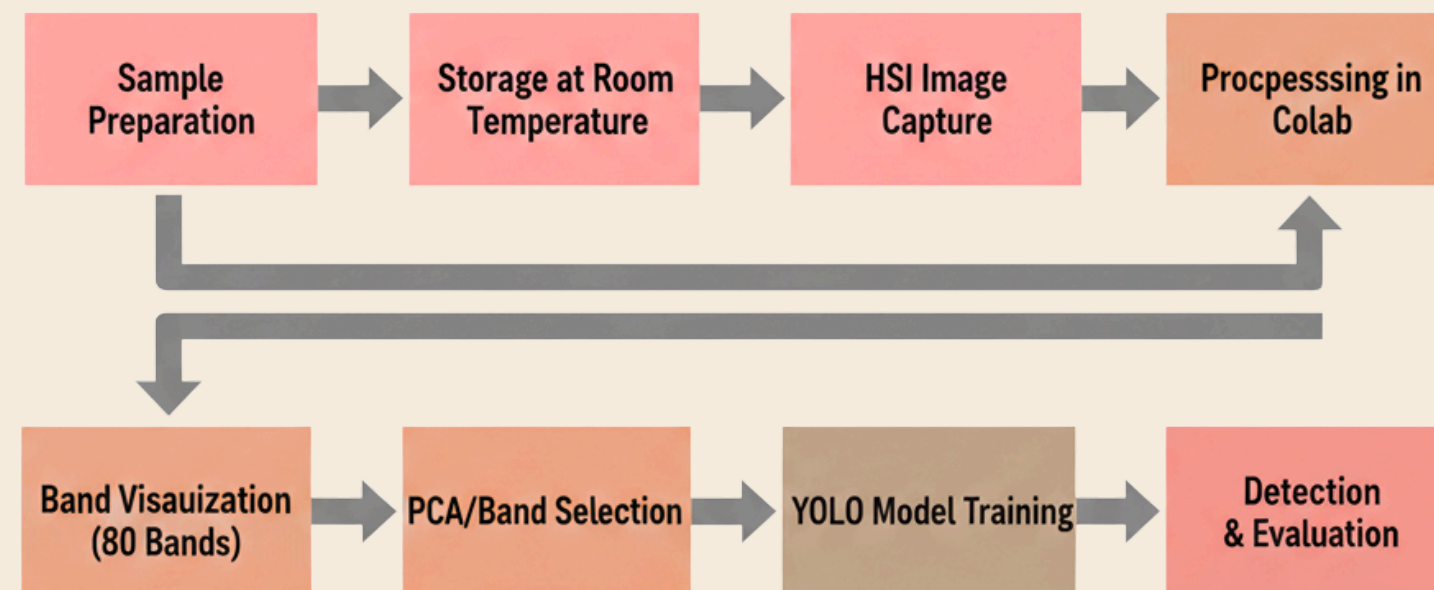 Sample
Preparation
Storage at Room
Temperature
HSI Image
Capture
Procpesssing in
Colab
Band Visauization
(80 Bands)
PCA/Band Selection
YOLO Model Training
Detection
& Evaluation